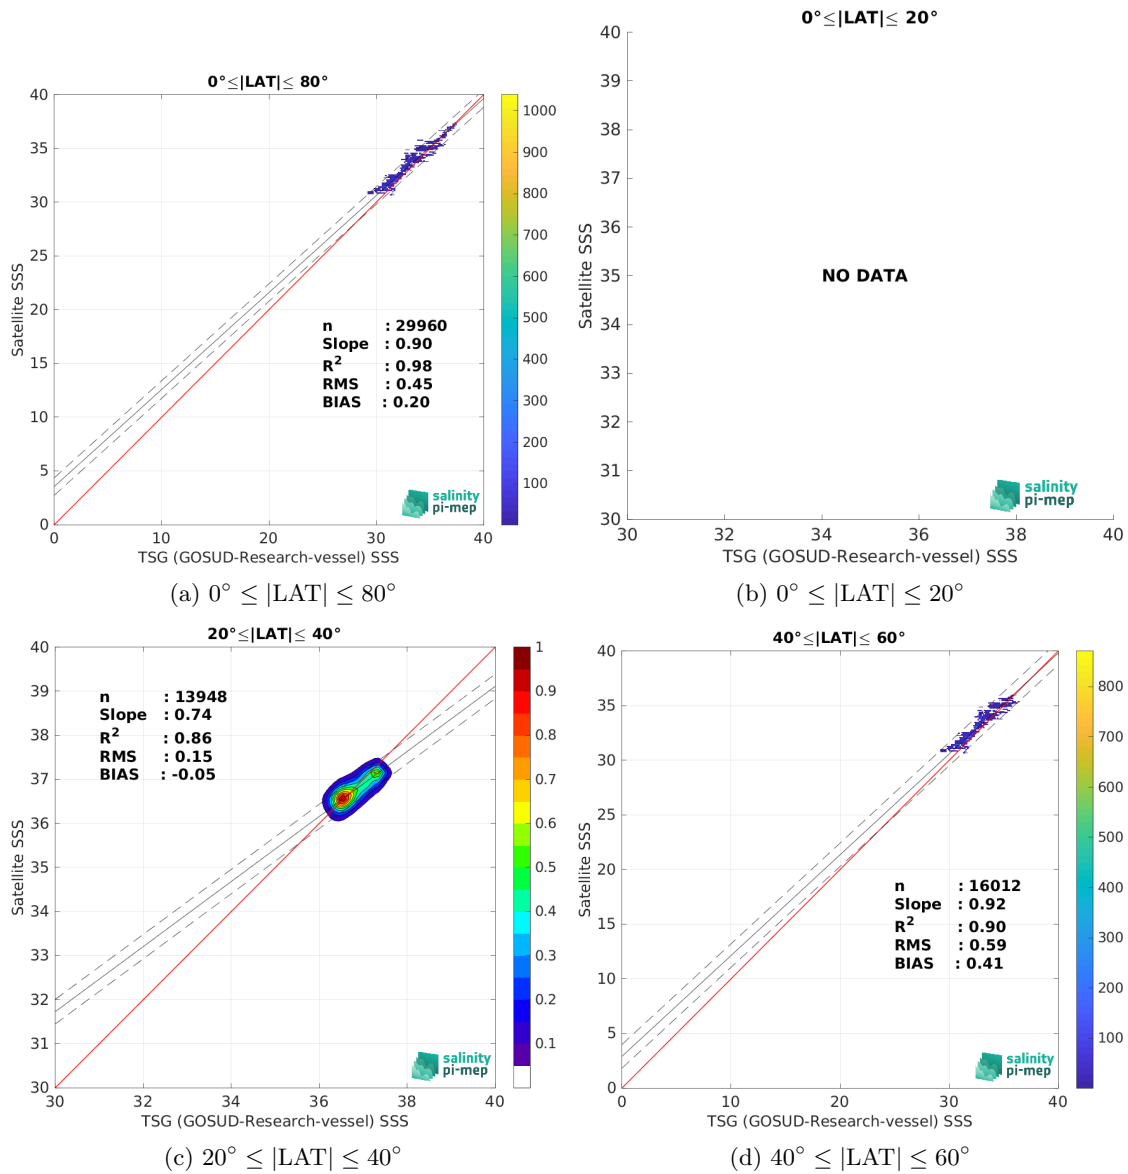 0°≤|LAT|≤ 80°
40
35
30
25
20
15
10
5
0
0 10 20 30 40
Satellite SSS
TSG (GOSUD-Research-vessel) SSS
n : 29960
Slope : 0.90
R² : 0.98
RMS : 0.45
BIAS : 0.20
salinity
pi-mep
1000
900
800
700
600
500
400
300
200
100
(a) 0° ≤ |LAT| ≤ 80°
0°≤|LAT|≤ 20°
40
39
38
37
36
35
34
33
32
31
30
30 32 34 36 38 40
Satellite SSS
TSG (GOSUD-Research-vessel) SSS
NO DATA
salinity
pi-mep
(b) 0° ≤ |LAT| ≤ 20°
20°≤|LAT|≤ 40°
40
39
38
37
36
35
34
33
32
31
30
30 32 34 36 38 40
Satellite SSS
TSG (GOSUD-Research-vessel) SSS
n : 13948
Slope : 0.74
R² : 0.86
RMS : 0.15
BIAS : -0.05
salinity
pi-mep
1
0.9
0.8
0.7
0.6
0.5
0.4
0.3
0.2
0.1
(c) 20° ≤ |LAT| ≤ 40°
40°≤|LAT|≤ 60°
40
35
30
25
20
15
10
5
0
0 10 20 30 40
Satellite SSS
TSG (GOSUD-Research-vessel) SSS
n : 16012
Slope : 0.92
R² : 0.90
RMS : 0.59
BIAS : 0.41
salinity
pi-mep
800
700
600
500
400
300
200
100
(d) 40° ≤ |LAT| ≤ 60°